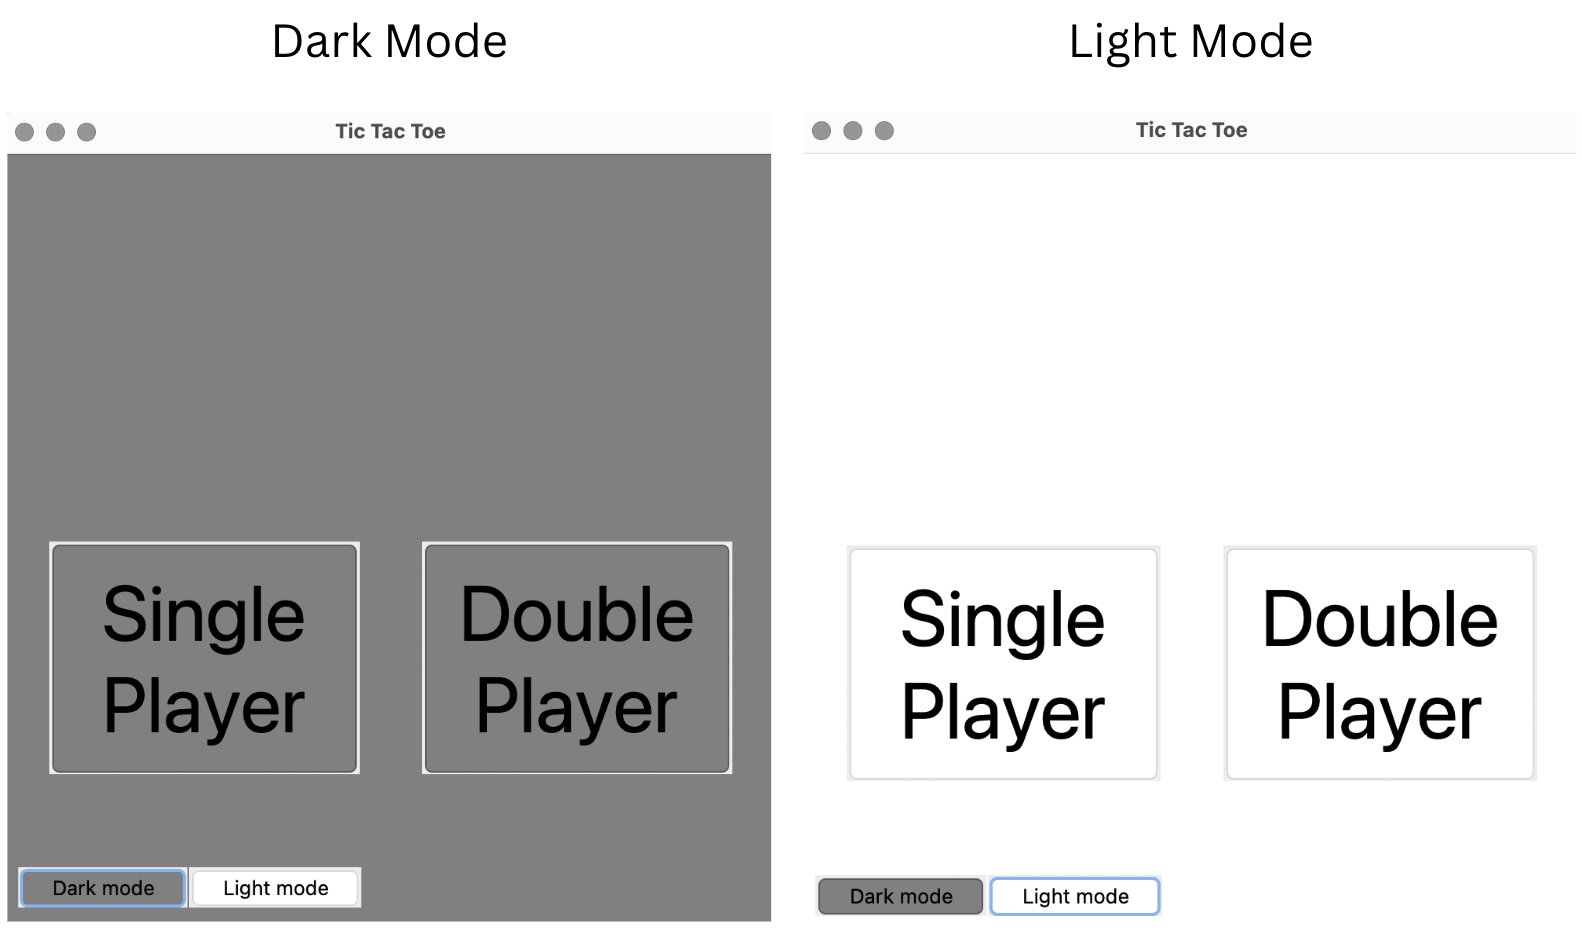 Dark Mode
Light Mode
Tic Tac Toe
Tic Tac Toe
Single
Player
Double
Player
Single
Player
Double
Player
Dark mode
Light mode
Dark mode
Light mode